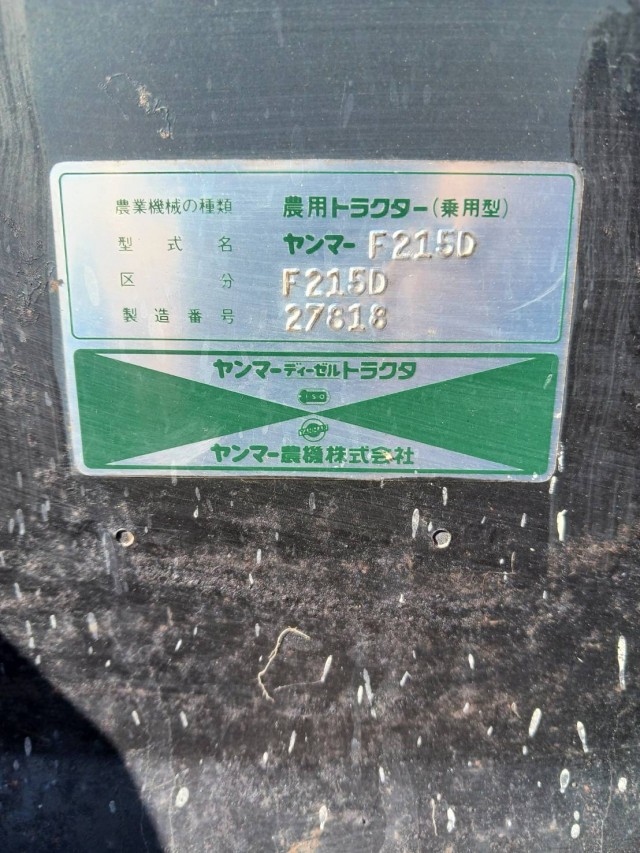 農業機械の種類 農用トラクター(乗用型)
型式名 ヤンマー F215D
区分 F215D
製造番号 27818
ヤンマーディーゼルトラクタ
ヤンマー農機株式会社